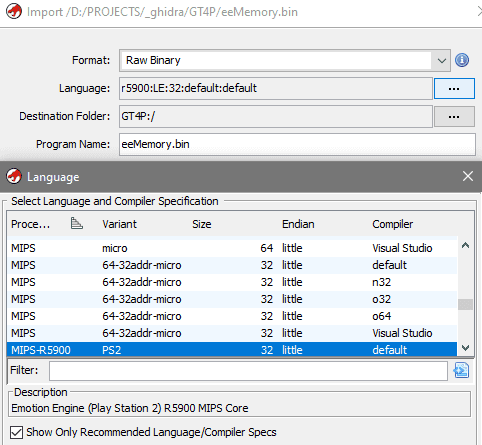 Import /D:/PROJECTS/_ghidra/GT4P/eeMemory.bin
Format: Raw Binary
Language: r5900:LE:32:default:default ...
Destination Folder: GT4P:/ ...
Program Name: eeMemory.bin
Language
Select Language and Compiler Specification
Proce... Variant Size Endian Compiler
MIPS micro 64 little Visual Studio
MIPS 64-32addr-micro 32 little default
MIPS 64-32addr-micro 32 little n32
MIPS 64-32addr-micro 32 little o32
MIPS 64-32addr-micro 32 little o64
MIPS 64-32addr-micro 32 little Visual Studio
MIPS-R5900 PS2 32 little default
Filter:
Description
Emotion Engine (Play Station 2) R5900 MIPS Core
Show Only Recommended Language/Compiler Specs